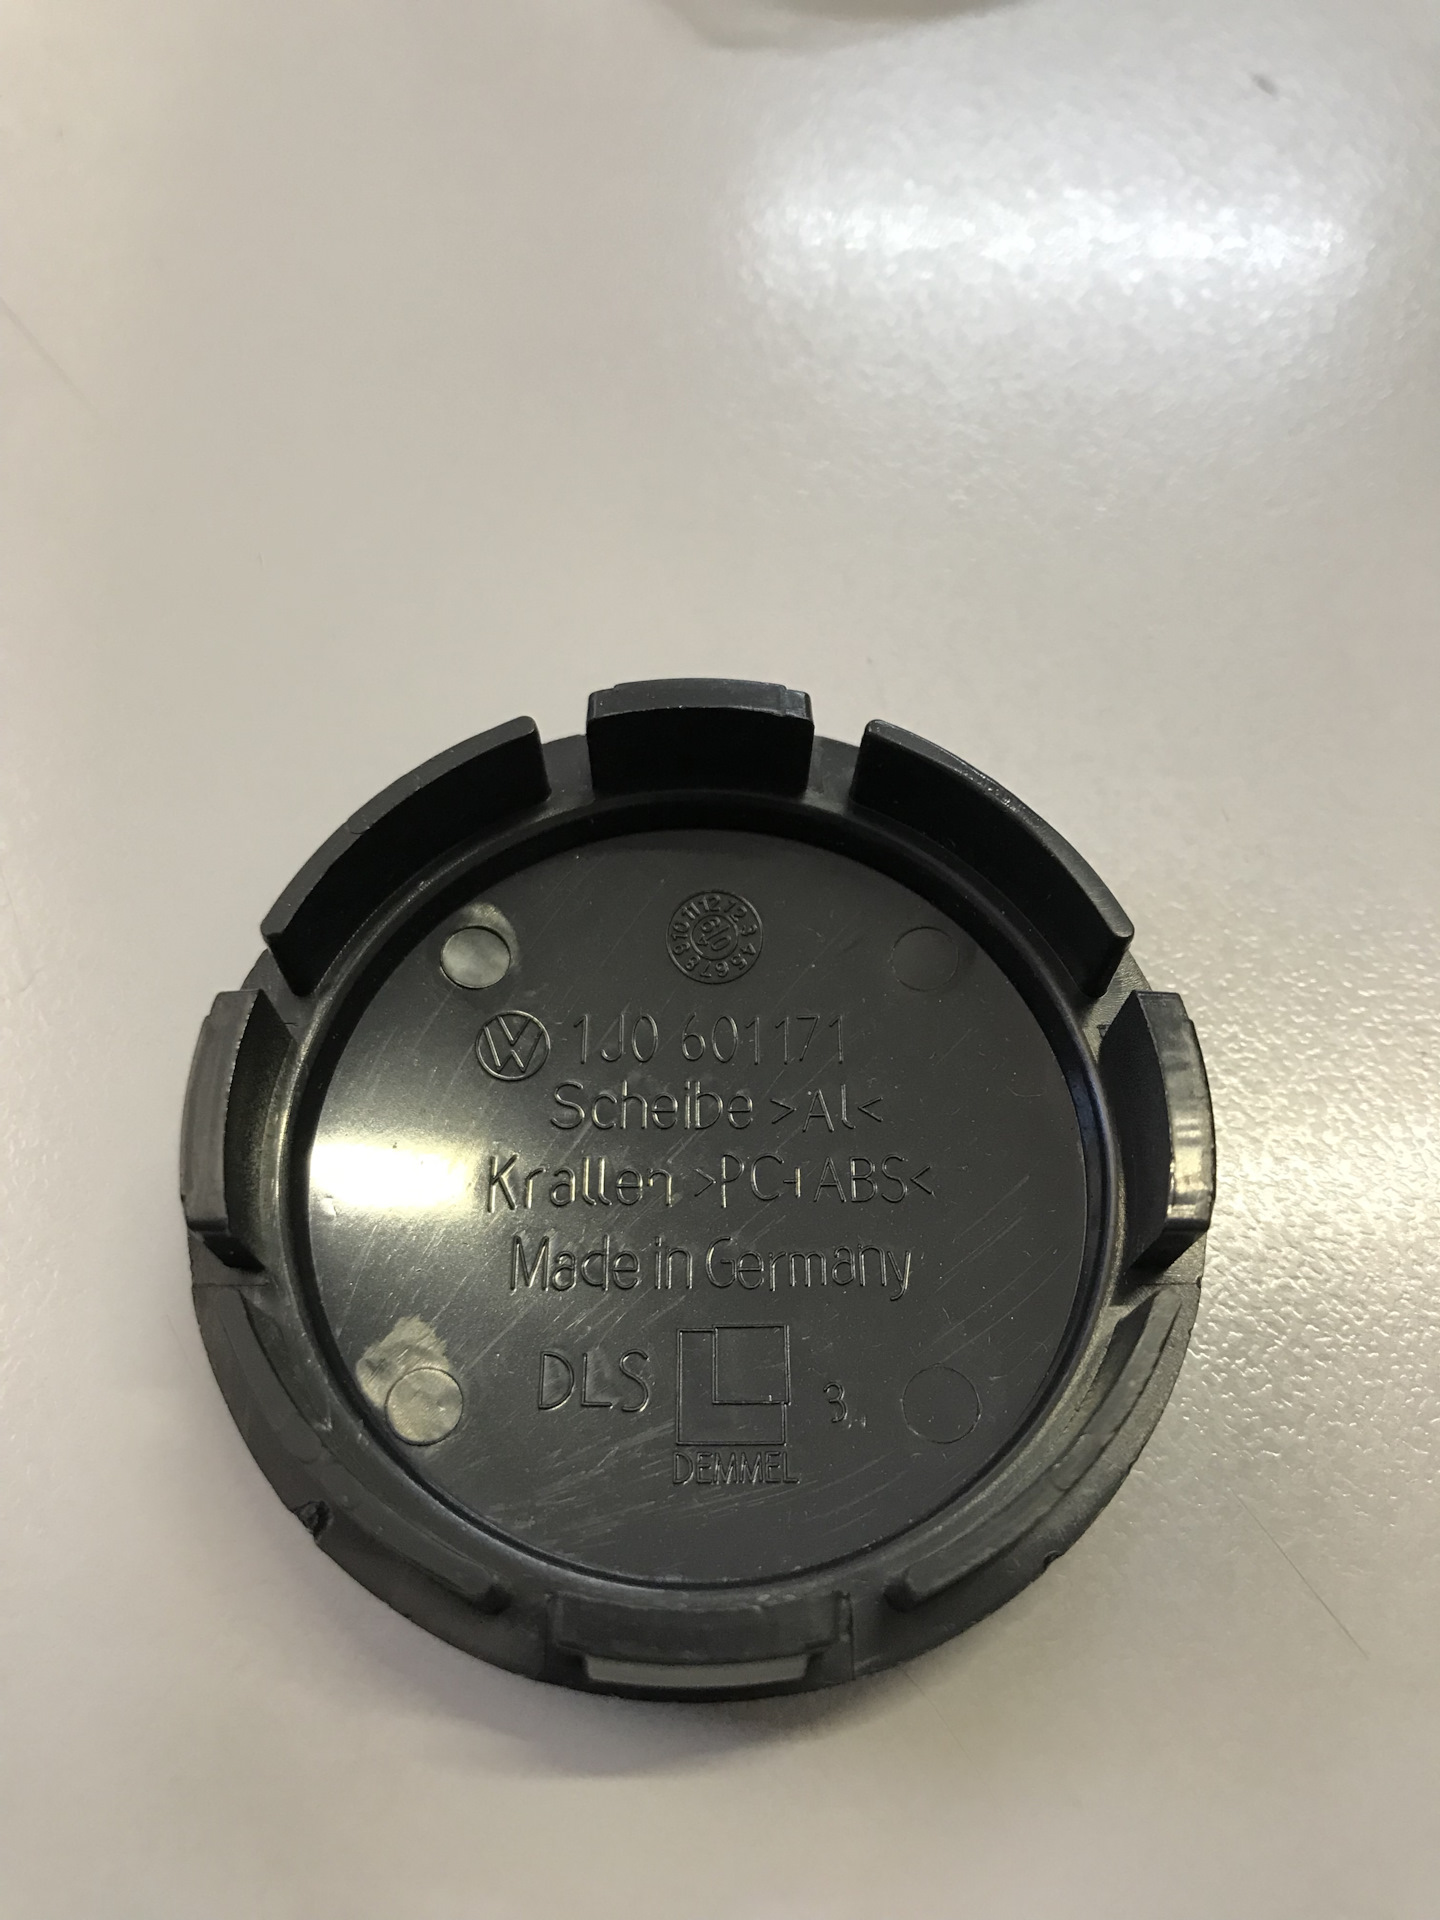 1J0 601171
Scheibe >Al<
Krallen >PC+ABS<
Made in Germany
DLS
3
DEMMEL